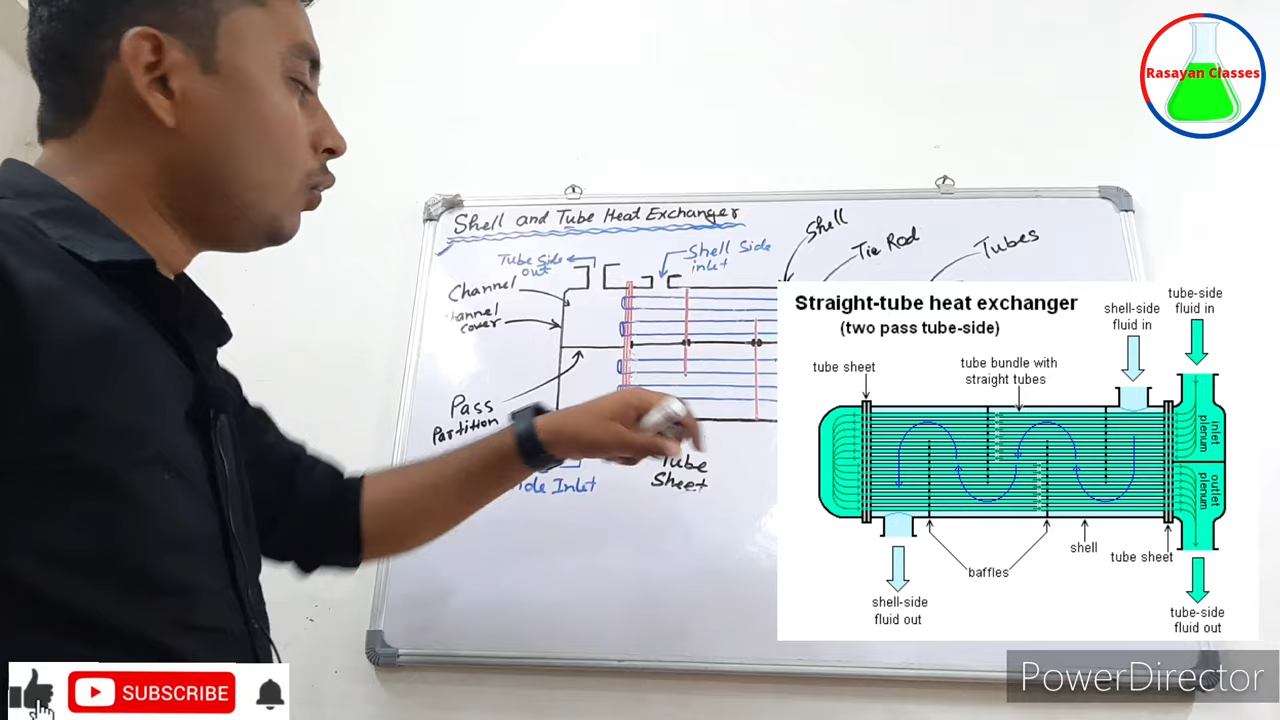 Rasayan Classes
Shell and Tube Heat Exchanger
Tube Side
out
Shell Side
inlet
Shell
Tie Rod
Tubes
Channel
cover
Pass
Partition
Inlet
Tube
Sheet
Straight-tube heat exchanger
(two pass tube-side)
tube-side
fluid in
shell-side
fluid in
tube sheet
tube bundle with
straight tubes
inlet
plenum
outlet
plenum
shell
tube sheet
baffles
shell-side
fluid out
tube-side
fluid out
SUBSCRIBE
PowerDirector